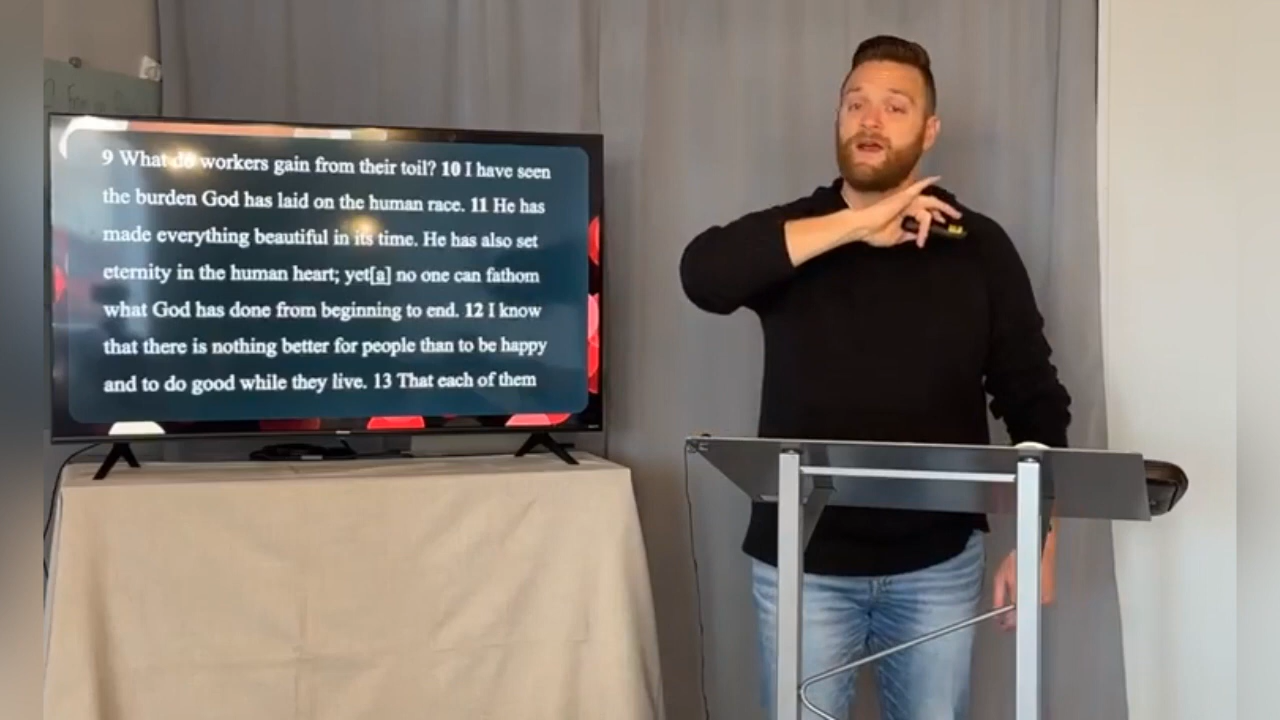 9 What do workers gain from their toil? 10 I have seen
the burden God has laid on the human race. 11 He has
made everything beautiful in its time. He has also set
eternity in the human heart; yet[a] no one can fathom
what God has done from beginning to end. 12 I know
that there is nothing better for people than to be happy
and to do good while they live. 13 That each of them